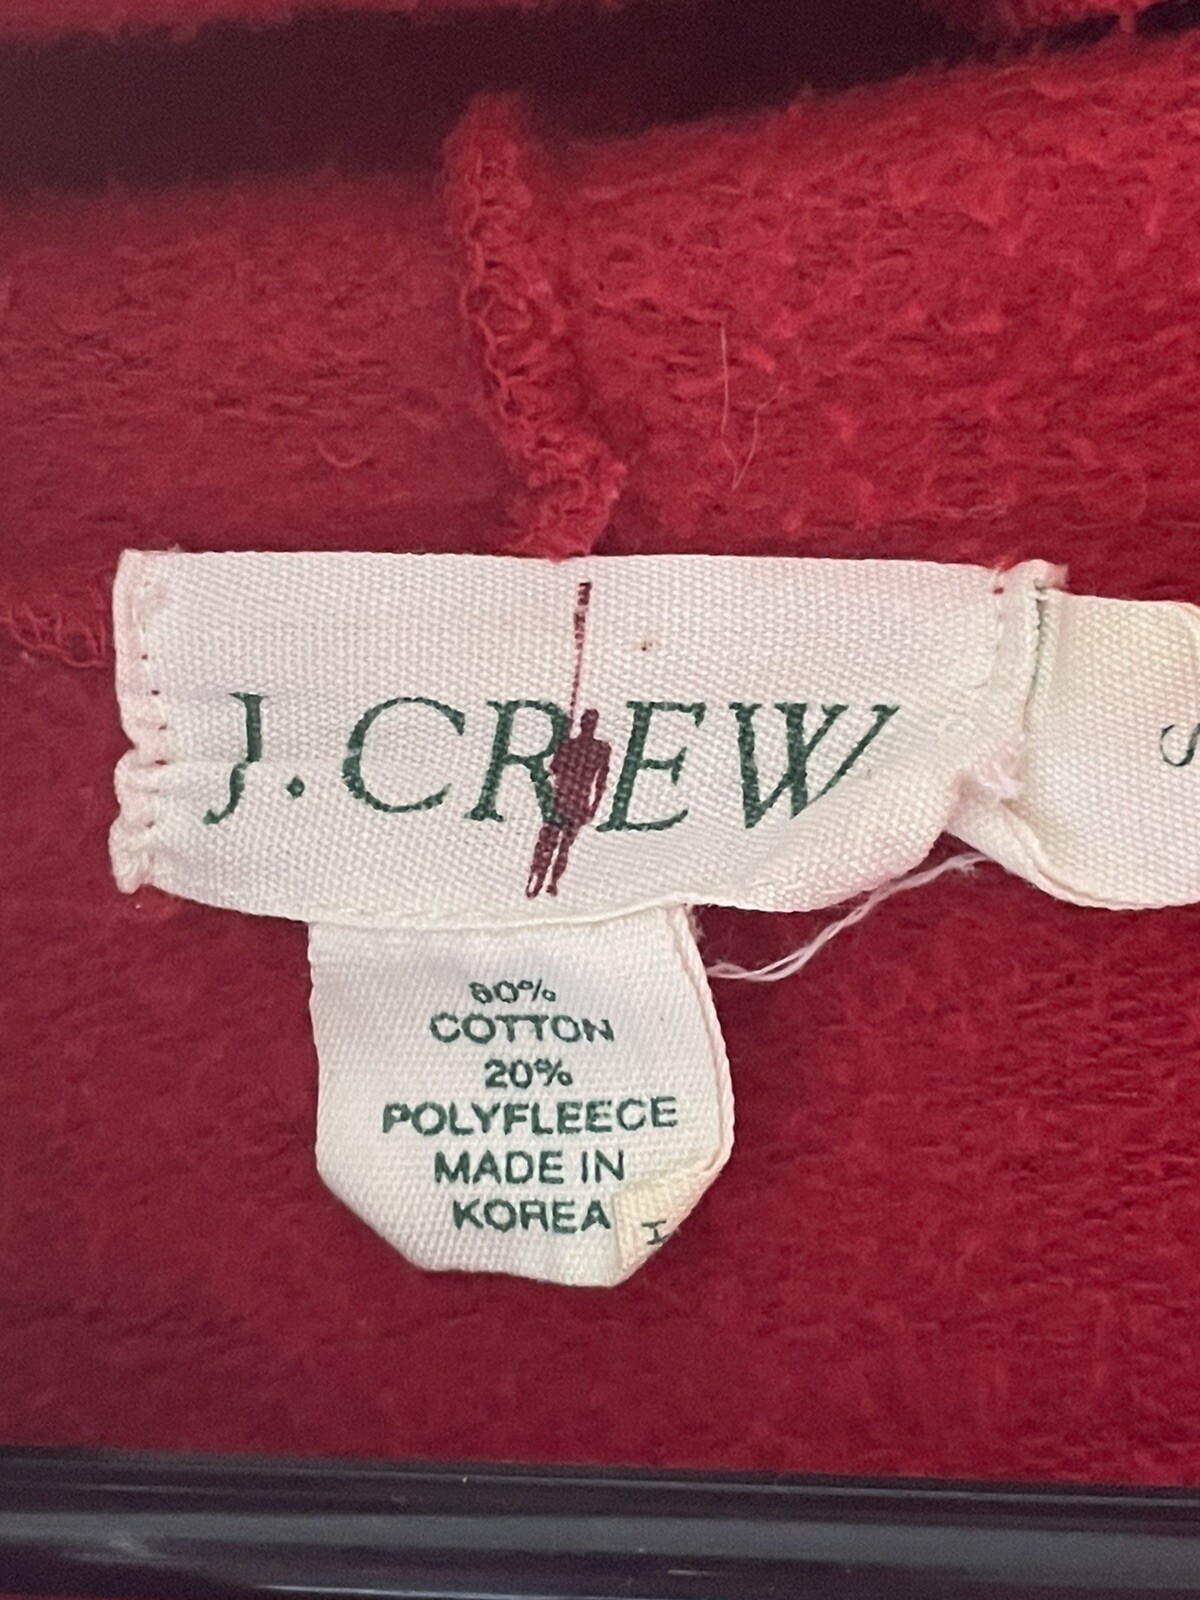 J.CREW
S
80%
COTTON
20%
POLYFLEECE
MADE IN
KOREA
I